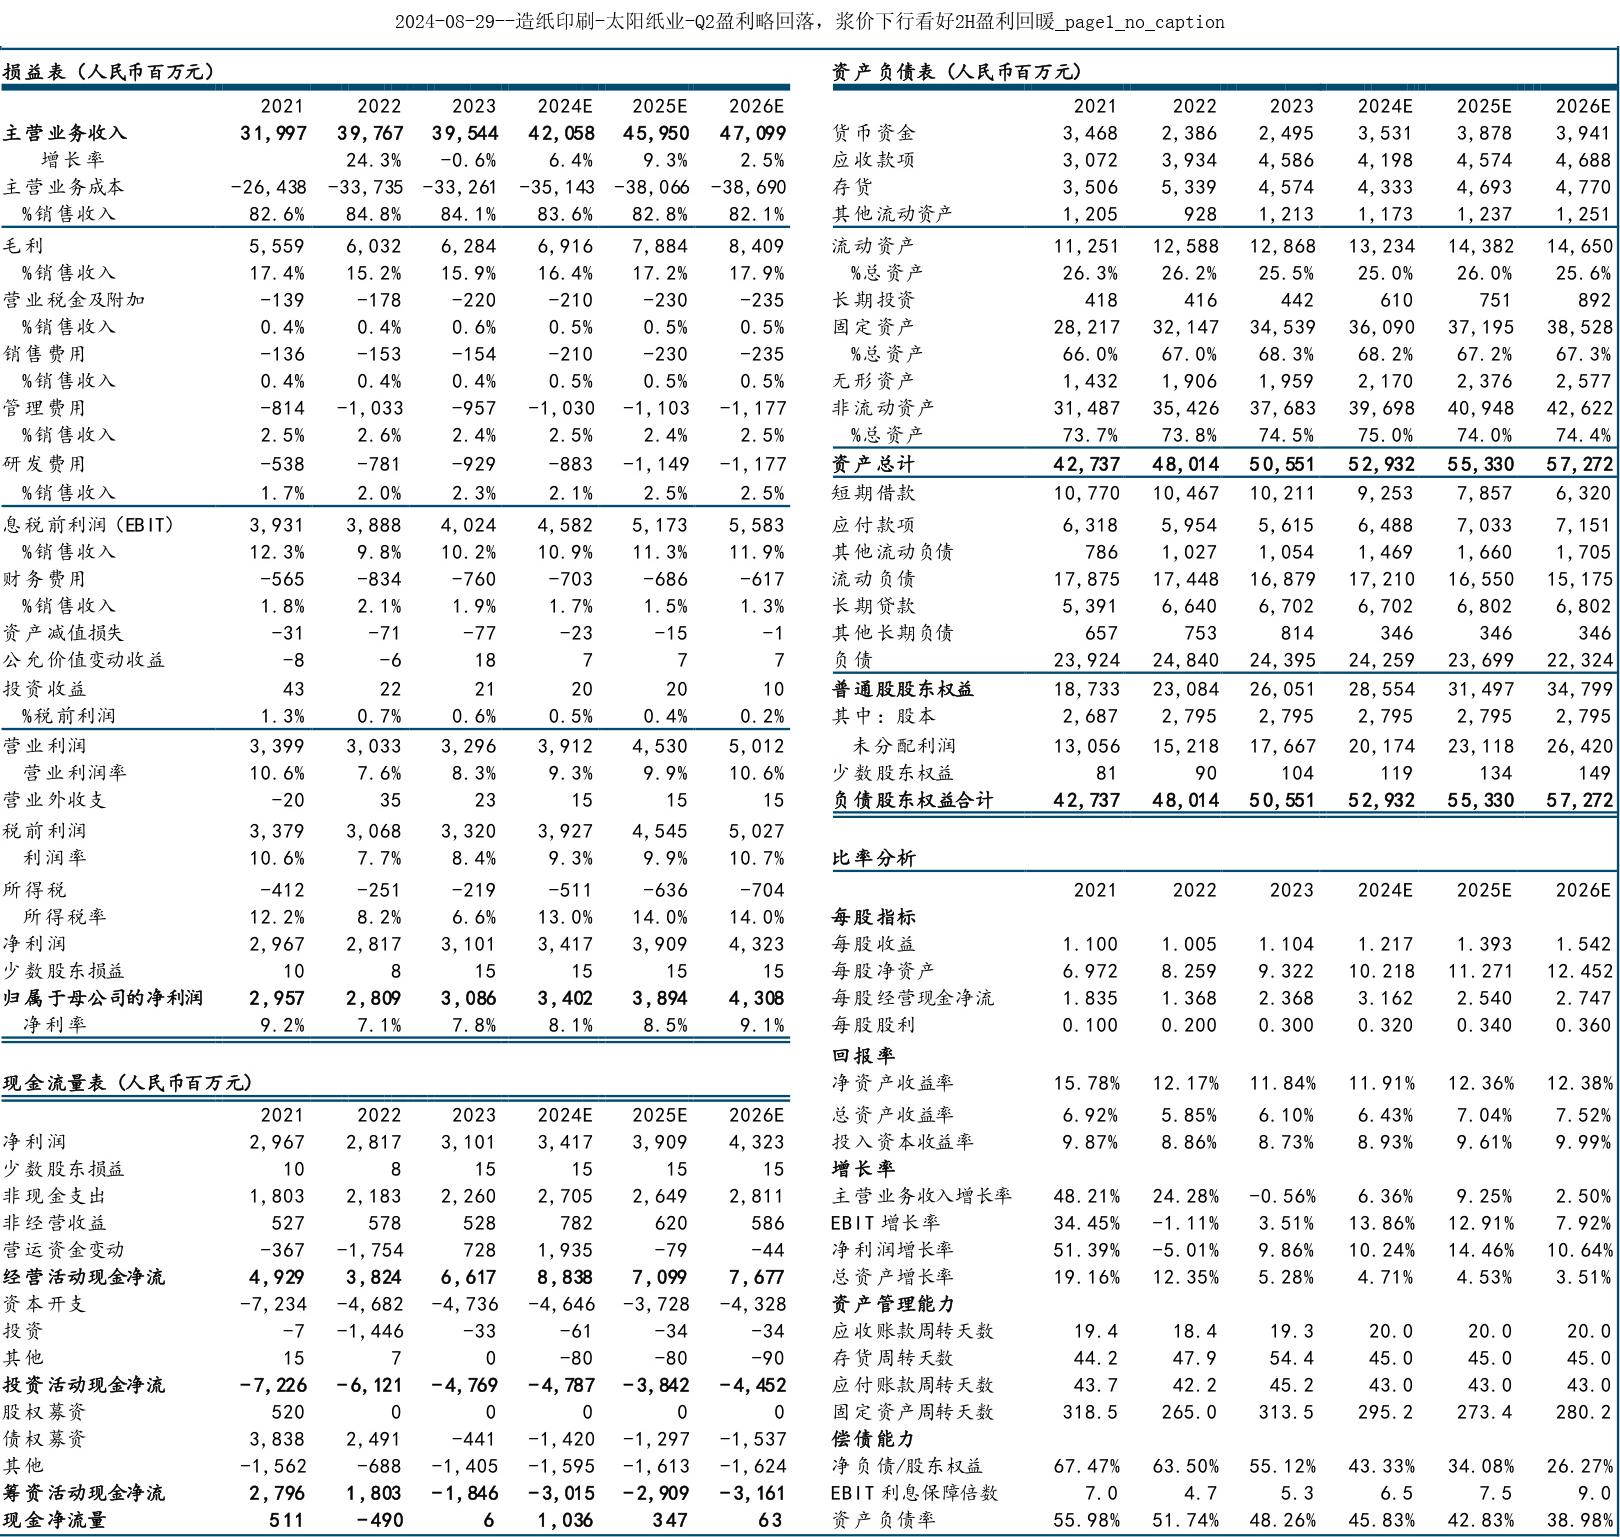 2024-08-29--造纸印刷-太阳纸业-Q2盈利略回落，浆价下行看好2H盈利回暖_page1_no_caption
损益表（人民币百万元）
2021 2022 2023 2024E 2025E 2026E
主营业务收入 31,997 39,767 39,544 42,058 45,950 47,099
增长率 24.3% -0.6% 6.4% 9.3% 2.5%
主营业务成本 -26,438 -33,735 -33,261 -35,143 -38,066 -38,690
%销售收入 82.6% 84.8% 84.1% 83.6% 82.8% 82.1%
毛利 5,559 6,032 6,284 6,916 7,884 8,409
%销售收入 17.4% 15.2% 15.9% 16.4% 17.2% 17.9%
营业税金及附加 -139 -178 -220 -210 -230 -235
%销售收入 0.4% 0.4% 0.6% 0.5% 0.5% 0.5%
销售费用 -136 -153 -154 -210 -230 -235
%销售收入 0.4% 0.4% 0.4% 0.5% 0.5% 0.5%
管理费用 -814 -1,033 -957 -1,030 -1,103 -1,177
%销售收入 2.5% 2.6% 2.4% 2.5% 2.4% 2.5%
研发费用 -538 -781 -929 -883 -1,149 -1,177
%销售收入 1.7% 2.0% 2.3% 2.1% 2.5% 2.5%
息税前利润（EBIT） 3,931 3,888 4,024 4,582 5,173 5,583
%销售收入 12.3% 9.8% 10.2% 10.9% 11.3% 11.9%
财务费用 -565 -834 -760 -703 -686 -617
%销售收入 1.8% 2.1% 1.9% 1.7% 1.5% 1.3%
资产减值损失 -31 -71 -77 -23 -15 -1
公允价值变动收益 -8 -6 18 7 7 7
投资收益 43 22 21 20 20 10
%税前利润 1.3% 0.7% 0.6% 0.5% 0.4% 0.2%
营业利润 3,399 3,033 3,296 3,912 4,530 5,012
营业利润率 10.6% 7.6% 8.3% 9.3% 9.9% 10.6%
营业外收支 -20 35 23 15 15 15
税前利润 3,379 3,068 3,320 3,927 4,545 5,027
利润率 10.6% 7.7% 8.4% 9.3% 9.9% 10.7%
所得税 -412 -251 -219 -511 -636 -704
所得税率 12.2% 8.2% 6.6% 13.0% 14.0% 14.0%
净利润 2,967 2,817 3,101 3,417 3,909 4,323
少数股东损益 10 8 15 15 15 15
归属于母公司的净利润 2,957 2,809 3,086 3,402 3,894 4,308
净利率 9.2% 7.1% 7.8% 8.1% 8.5% 9.1%
现金流量表（人民币百万元）
2021 2022 2023 2024E 2025E 2026E
净利润 2,967 2,817 3,101 3,417 3,909 4,323
少数股东损益 10 8 15 15 15 15
非现金支出 1,803 2,183 2,260 2,705 2,649 2,811
非经营收益 527 578 528 782 620 586
营运资金变动 -367 -1,754 728 1,935 -79 -44
经营活动现金净流 4,929 3,824 6,617 8,838 7,099 7,677
资本开支 -7,234 -4,682 -4,736 -4,646 -3,728 -4,328
投资 -7 -1,446 -33 -61 -34 -34
其他 15 7 0 -80 -80 -90
投资活动现金净流 -7,226 -6,121 -4,769 -4,787 -3,842 -4,452
股权募资 520 0 0 0 0 0
债权募资 3,838 2,491 -441 -1,420 -1,297 -1,537
其他 -1,562 -688 -1,405 -1,595 -1,613 -1,624
筹资活动现金净流 2,796 1,803 -1,846 -3,015 -2,909 -3,161
现金净流量 511 -490 6 1,036 347 63
资产负债表（人民币百万元）
2021 2022 2023 2024E 2025E 2026E
货币资金 3,468 2,386 2,495 3,531 3,878 3,941
应收款项 3,072 3,934 4,586 4,198 4,574 4,688
存货 3,506 5,339 4,574 4,333 4,693 4,770
其他流动资产 1,205 928 1,213 1,173 1,237 1,251
流动资产 11,251 12,588 12,868 13,234 14,382 14,650
%总资产 26.3% 26.2% 25.5% 25.0% 26.0% 25.6%
长期投资 418 416 442 610 751 892
固定资产 28,217 32,147 34,539 36,090 37,195 38,528
%总资产 66.0% 67.0% 68.3% 68.2% 67.2% 67.3%
无形资产 1,432 1,906 1,959 2,170 2,376 2,577
非流动资产 31,487 35,426 37,683 39,698 40,948 42,622
%总资产 73.7% 73.8% 74.5% 75.0% 74.0% 74.4%
资产总计 42,737 48,014 50,551 52,932 55,330 57,272
短期借款 10,770 10,467 10,211 9,253 7,857 6,320
应付款项 6,318 5,954 5,615 6,488 7,033 7,151
其他流动负债 786 1,027 1,054 1,469 1,660 1,705
流动负债 17,875 17,448 16,879 17,210 16,550 15,175
长期贷款 5,391 6,640 6,702 6,702 6,802 6,802
其他长期负债 657 753 814 346 346 346
负债 23,924 24,840 24,395 24,259 23,699 22,324
普通股股东权益 18,733 23,084 26,051 28,554 31,497 34,799
其中：股本 2,687 2,795 2,795 2,795 2,795 2,795
未分配利润 13,056 15,218 17,667 20,174 23,118 26,420
少数股东权益 81 90 104 119 134 149
负债股东权益合计 42,737 48,014 50,551 52,932 55,330 57,272
比率分析
2021 2022 2023 2024E 2025E 2026E
每股指标
每股收益 1.100 1.005 1.104 1.217 1.393 1.542
每股净资产 6.972 8.259 9.322 10.218 11.271 12.452
每股经营现金净流 1.835 1.368 2.368 3.162 2.540 2.747
每股股利 0.100 0.200 0.300 0.320 0.340 0.360
回报率
净资产收益率 15.78% 12.17% 11.84% 11.91% 12.36% 12.38%
总资产收益率 6.92% 5.85% 6.10% 6.43% 7.04% 7.52%
投入资本收益率 9.87% 8.86% 8.73% 8.93% 9.61% 9.99%
增长率
主营业务收入增长率 48.21% 24.28% -0.56% 6.36% 9.25% 2.50%
EBIT增长率 34.45% -1.11% 3.51% 13.86% 12.91% 7.92%
净利润增长率 51.39% -5.01% 9.86% 10.24% 14.46% 10.64%
总资产增长率 19.16% 12.35% 5.28% 4.71% 4.53% 3.51%
资产管理能力
应收账款周转天数 19.4 18.4 19.3 20.0 20.0 20.0
存货周转天数 44.2 47.9 54.4 45.0 45.0 45.0
应付账款周转天数 43.7 42.2 45.2 43.0 43.0 43.0
固定资产周转天数 318.5 265.0 313.5 295.2 273.4 280.2
偿债能力
净负债/股东权益 67.47% 63.50% 55.12% 43.33% 34.08% 26.27%
EBIT利息保障倍数 7.0 4.7 5.3 6.5 7.5 9.0
资产负债率 55.98% 51.74% 48.26% 45.83% 42.83% 38.98%